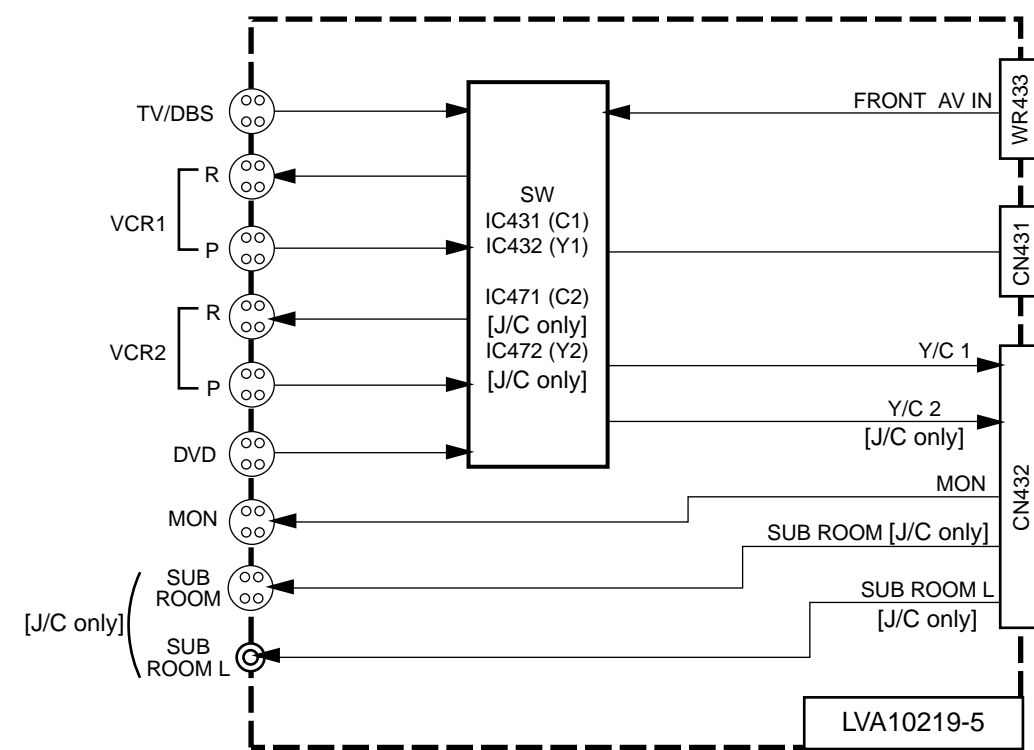 TV/DBS
R
VCR1
P
R
VCR2
P
DVD
MON
SUB
ROOM
[J/C only]
SUB
ROOM L
SW
IC431 (C1)
IC432 (Y1)
IC471 (C2)
[J/C only]
IC472 (Y2)
[J/C only]
FRONT AV IN
WR433
CN431
Y/C 1
Y/C 2
[J/C only]
MON
SUB ROOM [J/C only]
SUB ROOM L
[J/C only]
CN432
LVA10219-5